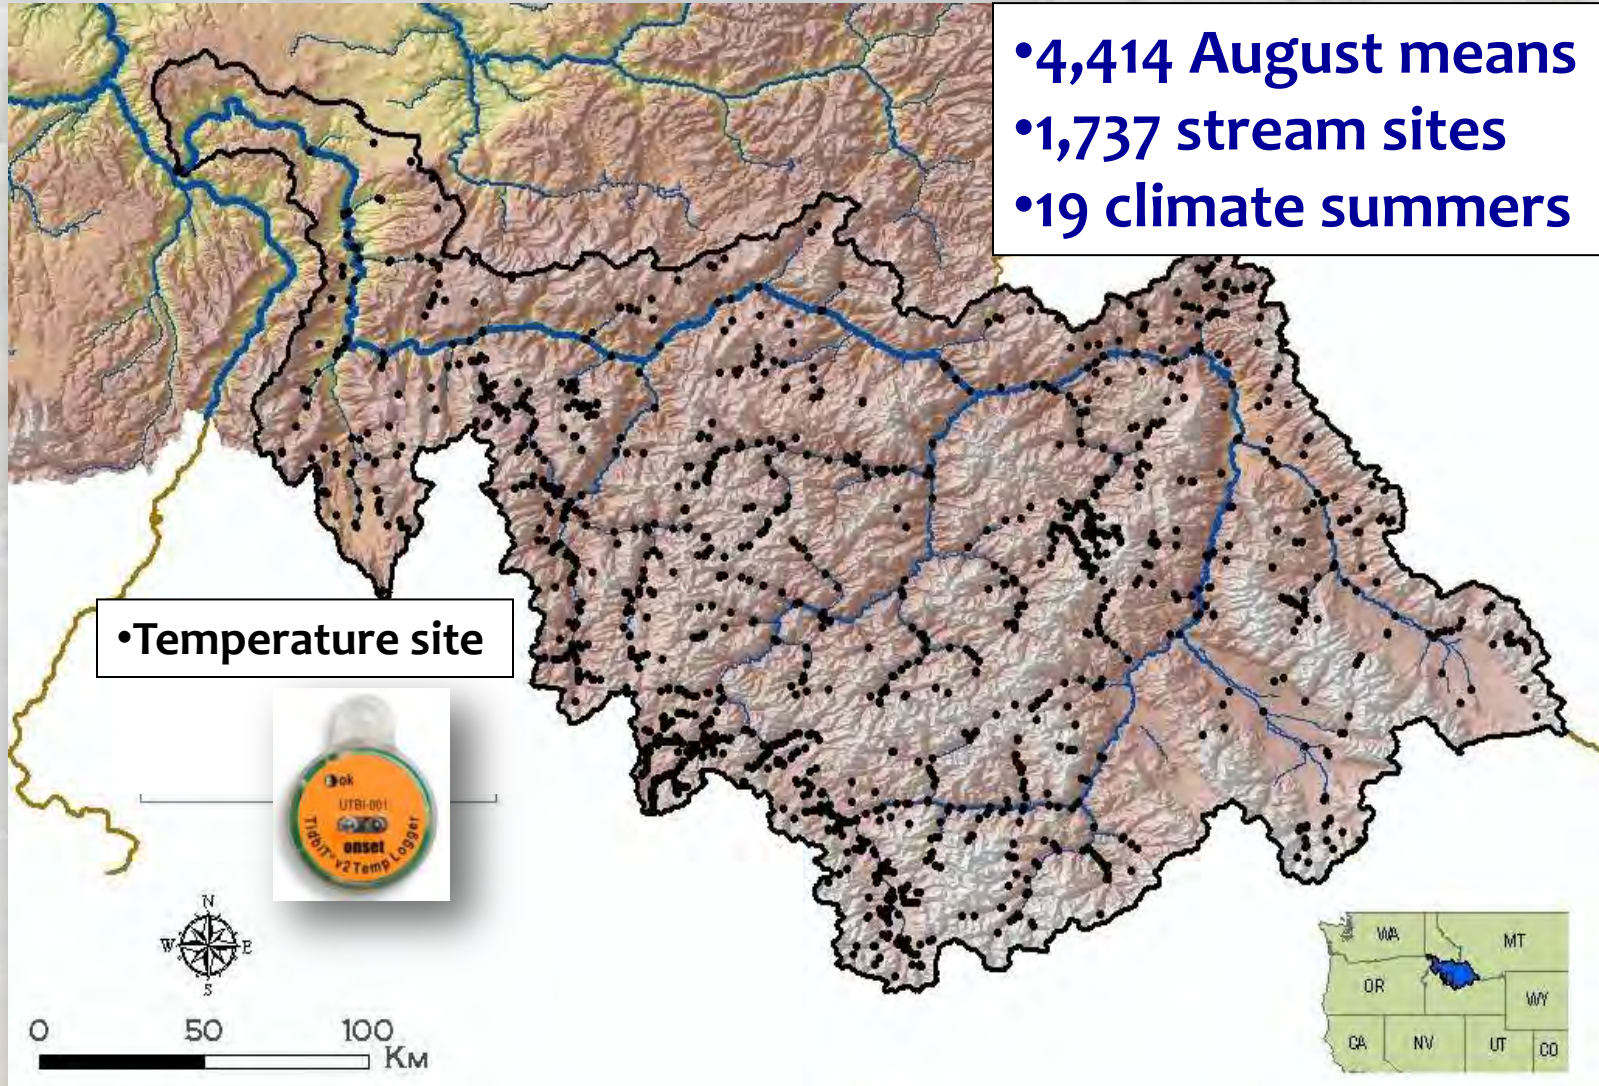 •4,414 August means
•1,737 stream sites
•19 climate summers
•Temperature site
ok
UTBI-001
onset
TidbiT v2 Temp Logger
N
W E
S
0 50 100
Km
WA
MT
OR
WY
CA NV UT CO